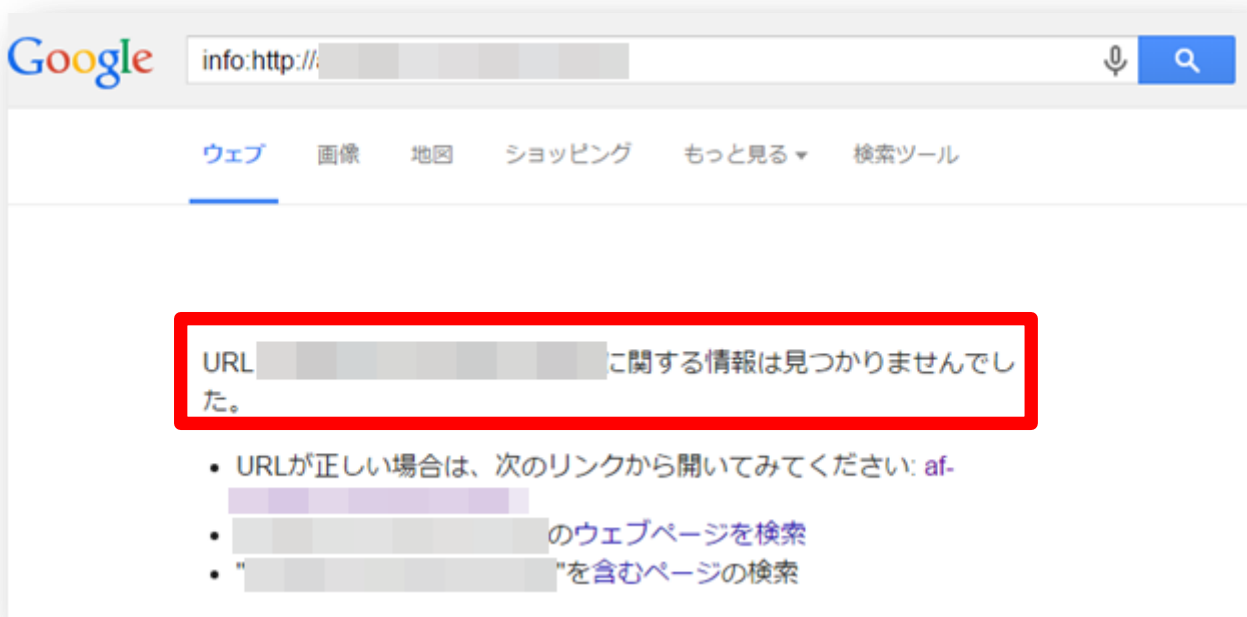 Google
info:http://
ウェブ 画像 地図 ショッピング もっと見る 検索ツール
URL に関する情報は見つかりませんでし
た。
URLが正しい場合は、次のリンクから開いてみてください: af-
のウェブページを検索
" "を含むページの検索